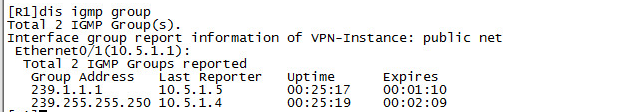 [R1]dis igmp group
Total 2 IGMP Group(s).
Interface group report information of VPN-Instance: public net
Ethernet0/1(10.5.1.1):
Total 2 IGMP Groups reported
Group Address Last Reporter Uptime Expires
239.1.1.1 10.5.1.5 00:25:17 00:01:10
239.255.255.250 10.5.1.4 00:25:19 00:02:09